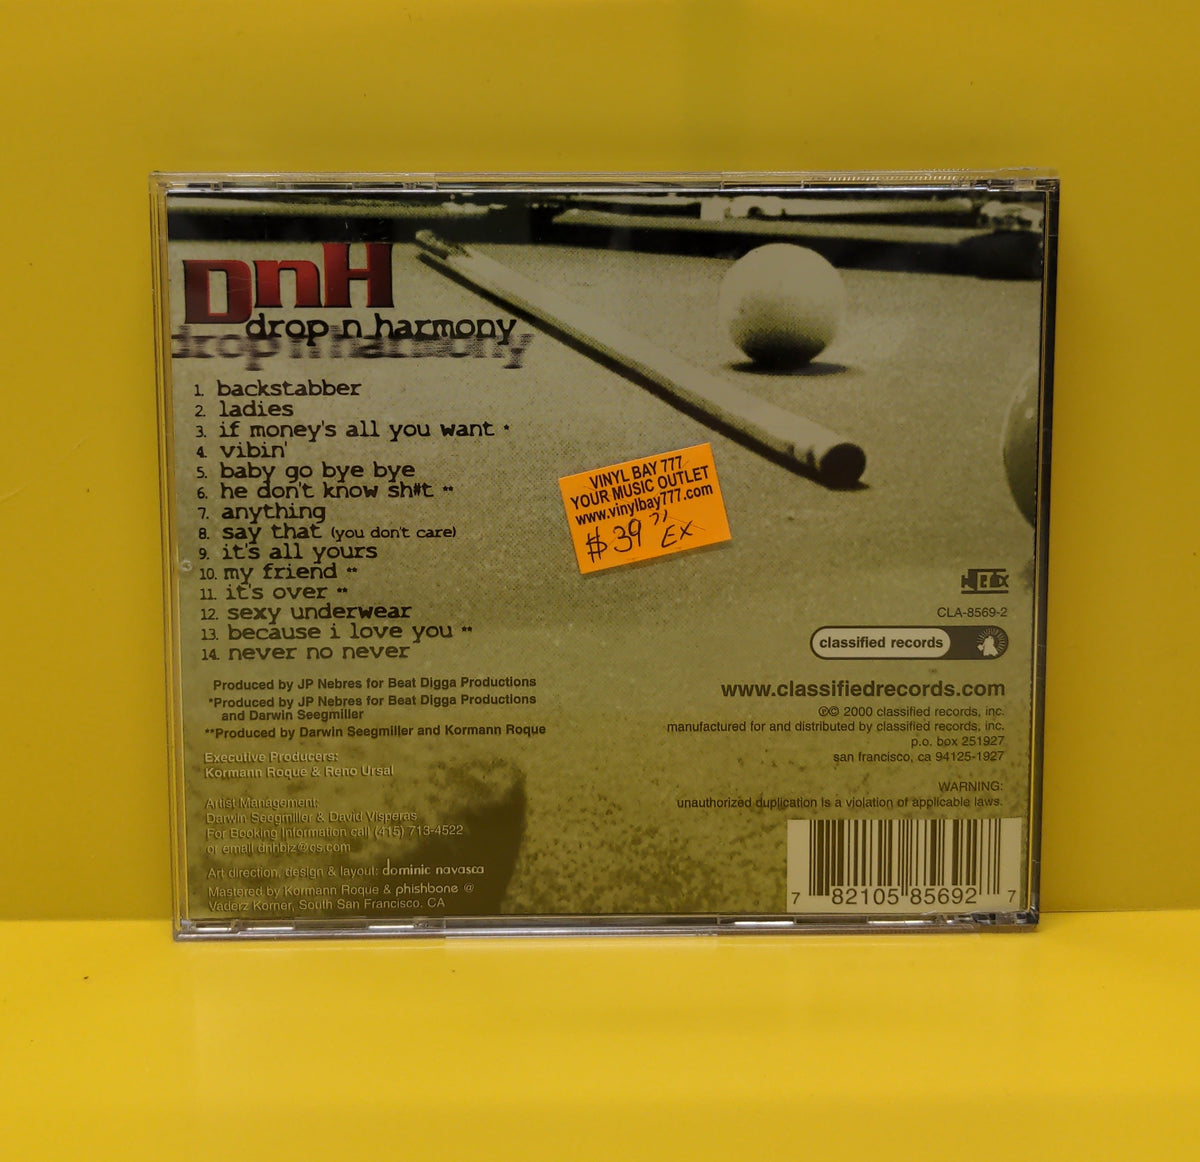 DnH
drop n harmony
drop n harmony
1. backstabber
2. ladies
3. if money's all you want *
4. vibin'
5. baby go bye bye
6. he don't know sh#t **
7. anything
8. say that (you don't care)
9. it's all yours
10. my friend **
11. it's over **
12. sexy underwear
13. because i love you **
14. never no never
Produced by JP Nebres for Beat Digga Productions
*Produced by JP Nebres for Beat Digga Productions
and Darwin Seegmiller
**Produced by Darwin Seegmiller and Kormann Roque
Executive Producers:
Kormann Roque & Reno Ursal
Artist Management:
Darwin Seegmiller & David Visperas
For Booking Information call (415) 713-4522
or email dnhbiz@cs.com
Art direction, design & layout: dominic navasca
Mastered by Kormann Roque & phishbone @
Vaderz Korner, South San Francisco, CA
VINYL BAY 777
YOUR MUSIC OUTLET
www.vinylbay777.com
$39 71 EX
CLA-8569-2
classified records
www.classifiedrecords.com
℗© 2000 classified records, inc.
manufactured for and distributed by classified records, inc.
p.o. box 251927
san francisco, ca 94125-1927
WARNING:
unauthorized duplication is a violation of applicable laws.
7 82105 85692 7